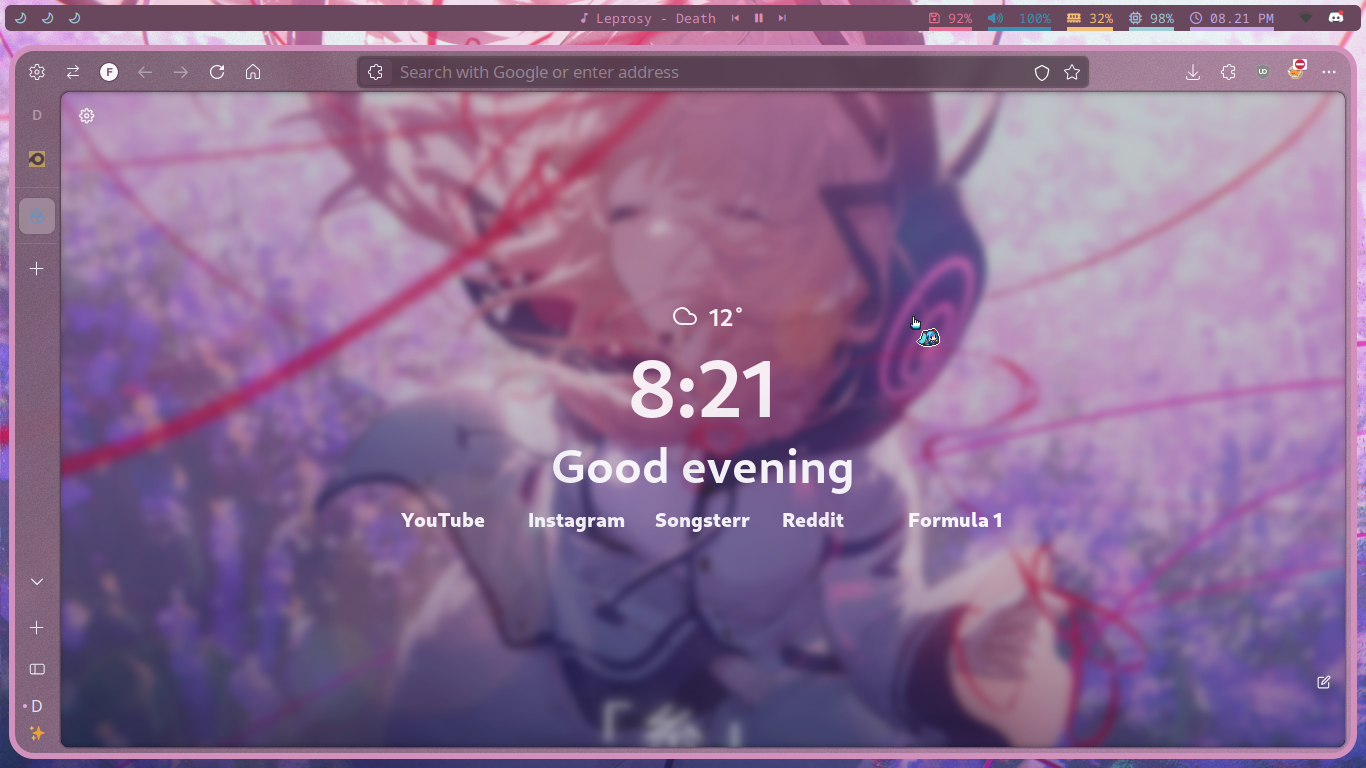 Leprosy - Death
92%
100%
32%
98%
08.21 PM
F
Search with Google or enter address
UD
D
12°
8:21
Good evening
YouTube Instagram Songsterr Reddit Formula 1
D